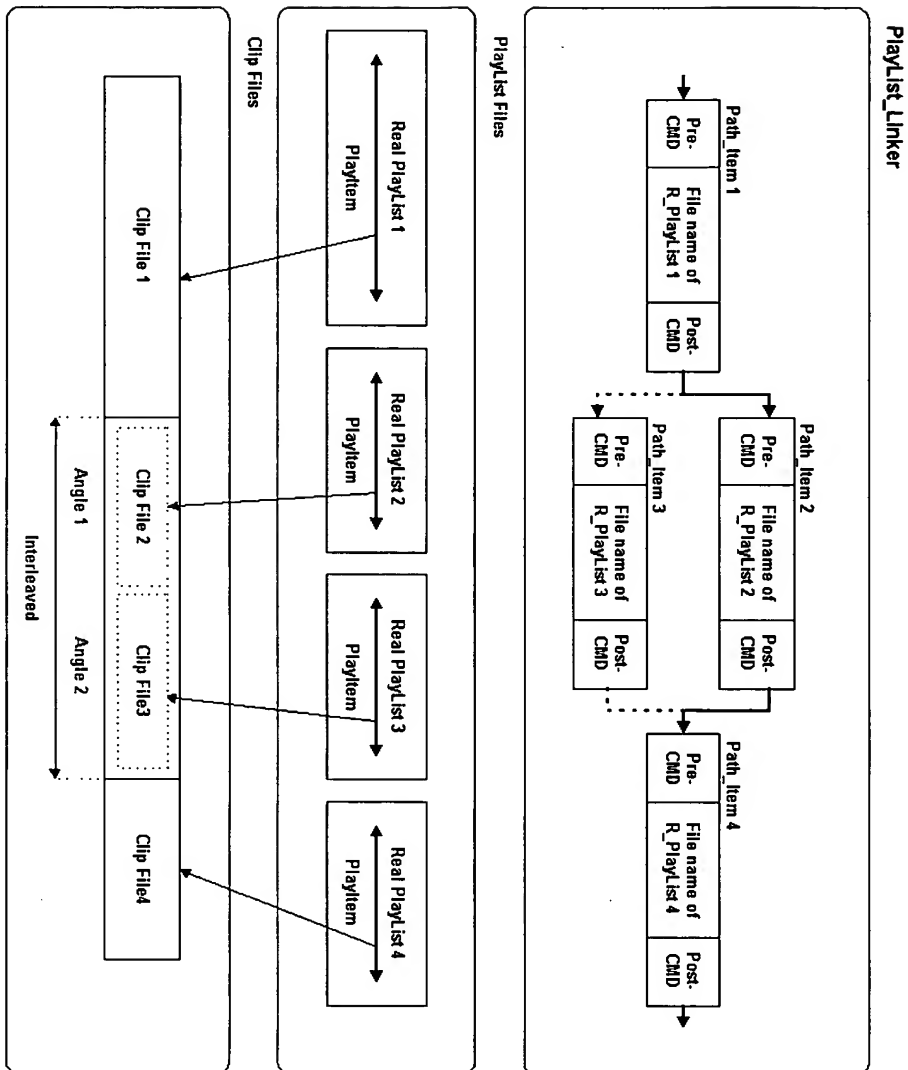 PlayList_Linker
Path_Item 1
Pre-
CMD
File name of
R_PlayList 1
Post-
CMD
Path_Item 2
Pre-
CMD
File name of
R_PlayList 2
Post-
CMD
Path_Item 3
Pre-
CMD
File name of
R_PlayList 3
Post-
CMD
Path_Item 4
Pre-
CMD
File name of
R_PlayList 4
Post-
CMD
PlayList Files
Real PlayList 1
PlayItem
Real PlayList 2
PlayItem
Real PlayList 3
PlayItem
Real PlayList 4
PlayItem
Clip Files
Clip File 1
Clip File 2
Clip File3
Clip File4
Angle 1
Angle 2
Interleaved